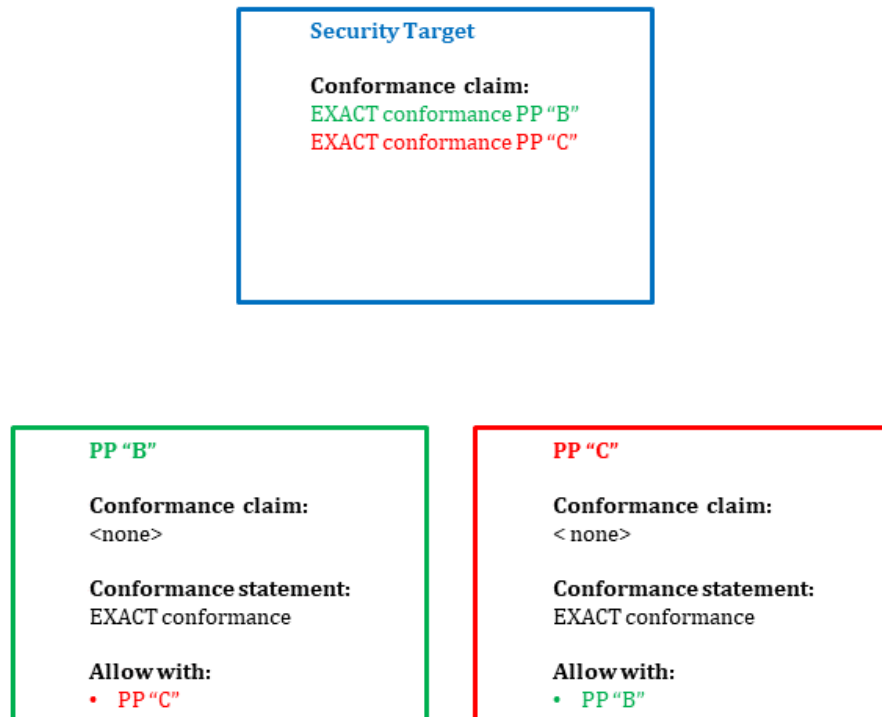 Security Target
Conformance claim:
EXACT conformance PP “B”
EXACT conformance PP “C”
PP “B”
Conformance claim:
<none>
Conformance statement:
EXACT conformance
Allow with:
• PP “C”
PP “C”
Conformance claim:
< none>
Conformance statement:
EXACT conformance
Allow with:
• PP “B”